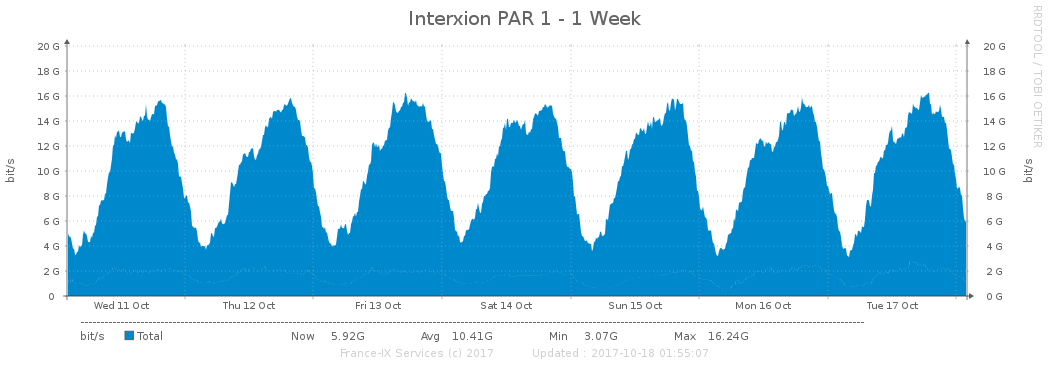 Interxion PAR 1 - 1 Week
RRDTOOL / TOBI OETIKER
20 G 20 G
18 G 18 G
16 G 16 G
14 G 14 G
12 G 12 G
10 G 10 G
8 G 8 G
6 G 6 G
4 G 4 G
2 G 2 G
0 0 G
bit/s bit/s
Wed 11 Oct Thu 12 Oct Fri 13 Oct Sat 14 Oct Sun 15 Oct Mon 16 Oct Tue 17 Oct
bit/s Total Now 5.92G Avg 10.41G Min 3.07G Max 16.24G
France-IX Services (c) 2017 Updated : 2017-10-18 01:55:07